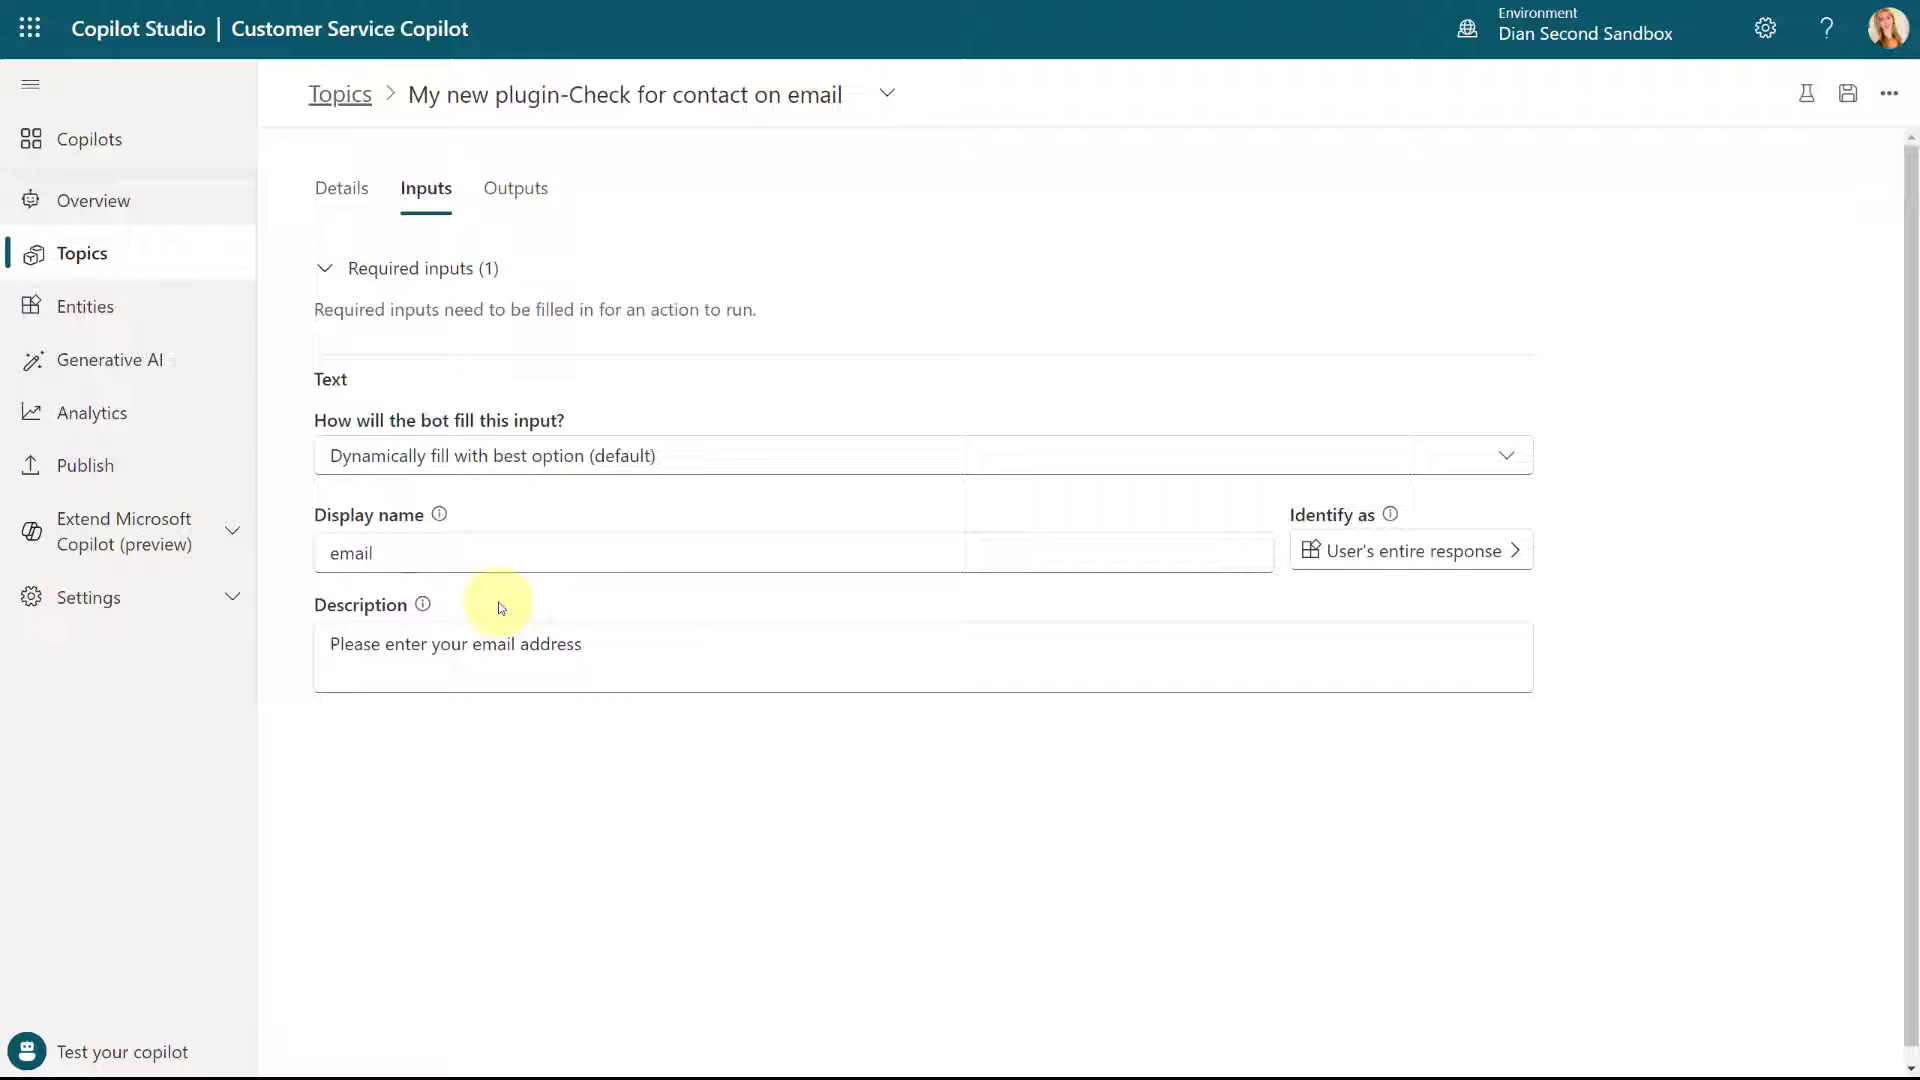 Copilot Studio | Customer Service Copilot
Environment
Dian Second Sandbox
?
Topics > My new plugin-Check for contact on email
Copilots
Overview
Topics
Entities
Generative AI
Analytics
Publish
Extend Microsoft
Copilot (preview)
Settings
Test your copilot
Details
Inputs
Outputs
Required inputs (1)
Required inputs need to be filled in for an action to run.
Text
How will the bot fill this input?
Dynamically fill with best option (default)
Display name
Identify as
email
User's entire response
Description
Please enter your email address